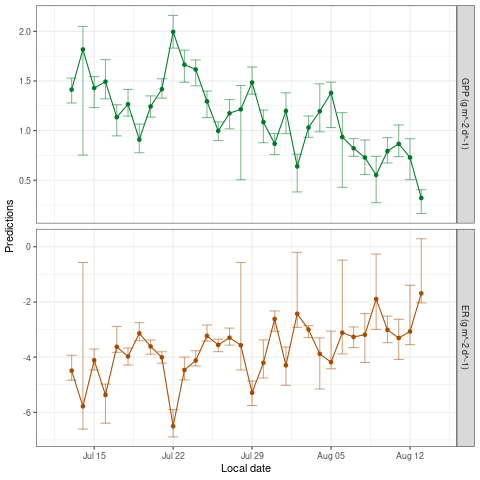 Predictions
2.0
1.5
1.0
0.5
GPP (g m^-2 d^-1)
0
-2
-4
-6
ER (g m^-2 d^-1)
Jul 15
Jul 22
Jul 29
Aug 05
Aug 12
Local date